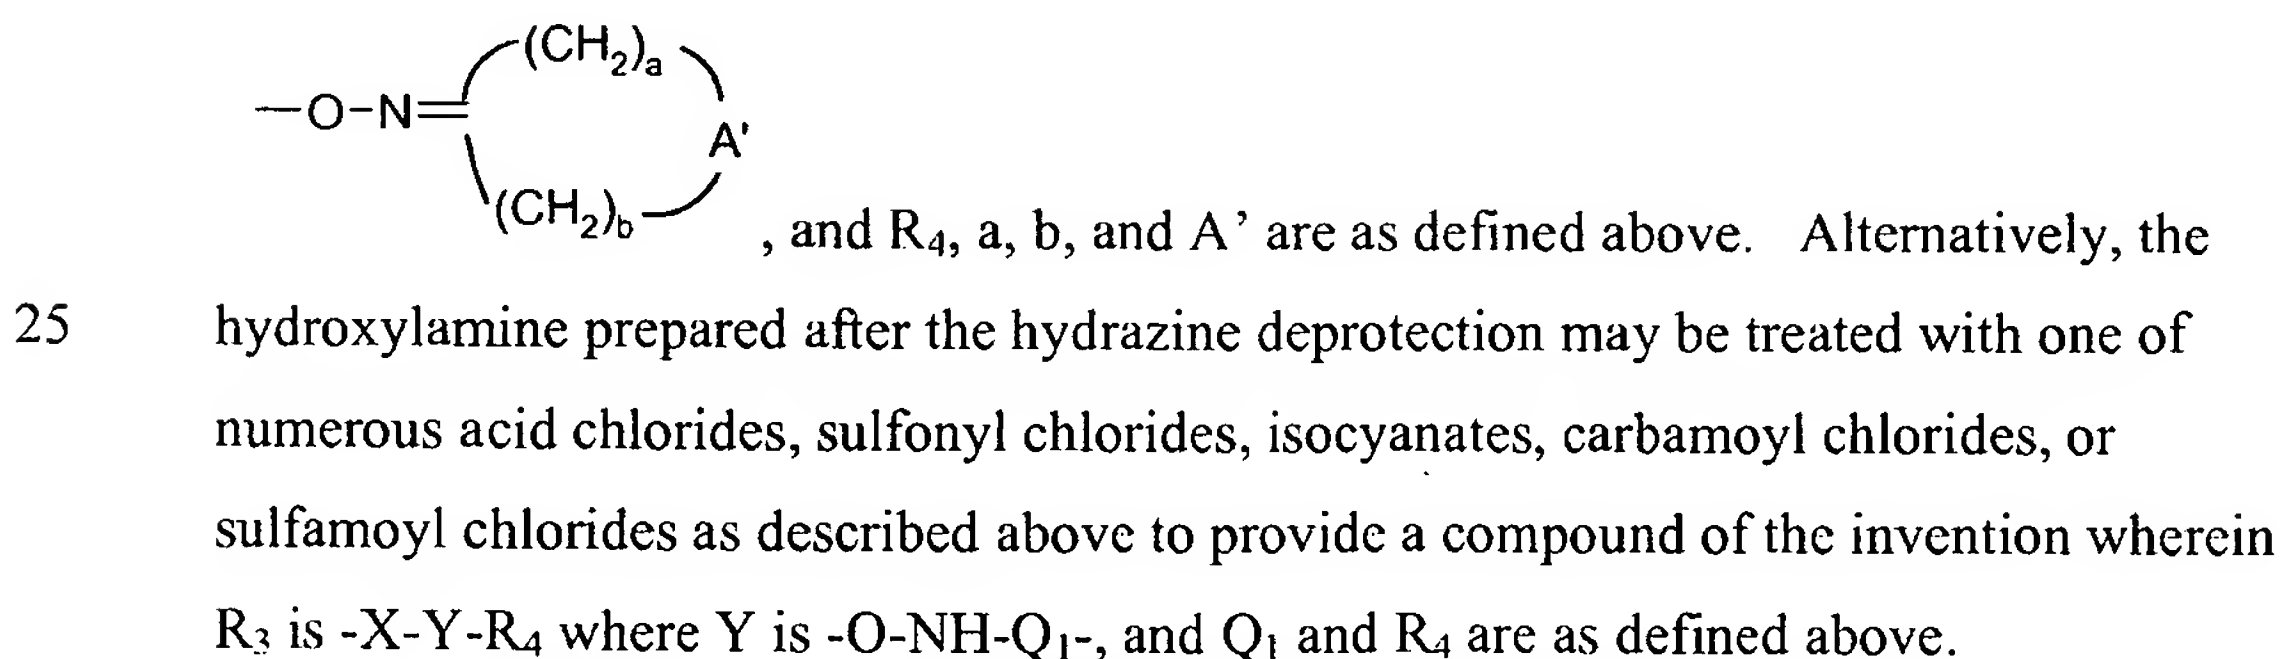 (CH₂)ₐ
—O-N=
A'
(CH₂)b
, and R₄, a, b, and A’ are as defined above. Alternatively, the
25 hydroxylamine prepared after the hydrazine deprotection may be treated with one of
numerous acid chlorides, sulfonyl chlorides, isocyanates, carbamoyl chlorides, or
sulfamoyl chlorides as described above to provide a compound of the invention wherein
R₃ is -X-Y-R₄ where Y is -O-NH-Q₁-, and Q₁ and R₄ are as defined above.